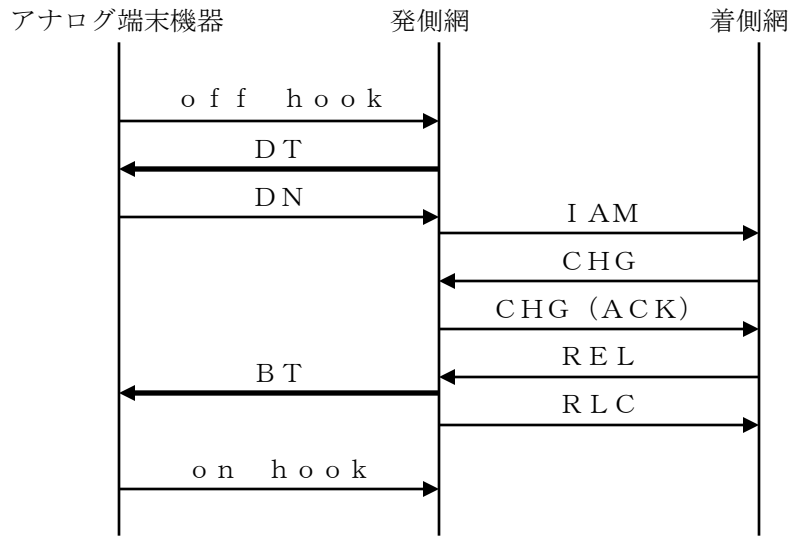 アナログ端末機器 発側網 着側網
ｏｆｆ　ｈｏｏｋ
ＤＴ
ＤＮ
ＩＡＭ
ＣＨＧ
ＣＨＧ（ＡＣＫ）
ＲＥＬ
ＢＴ
ＲＬＣ
ｏｎ　ｈｏｏｋ